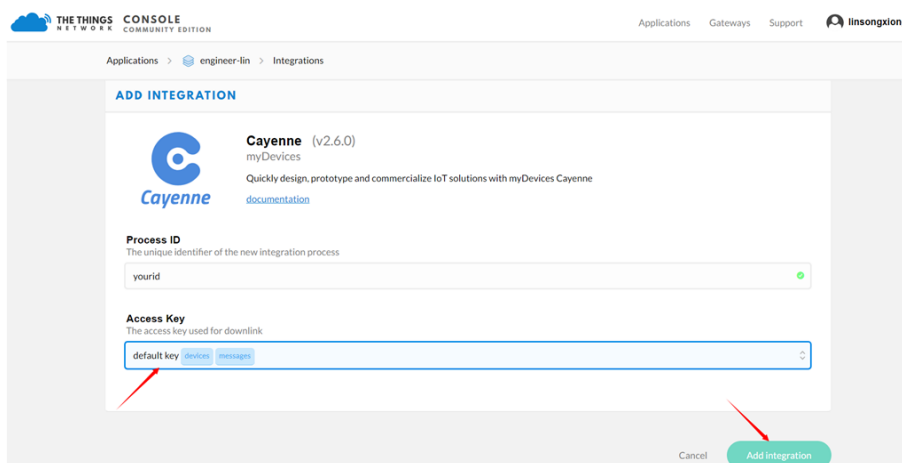 THE THINGS CONSOLE
NETWORK COMMUNITY EDITION
Applications Gateways Support linsongxion
Applications > engineer-lin > Integrations
ADD INTEGRATION
Cayenne (v2.6.0)
myDevices
Quickly design, prototype and commercialize IoT solutions with myDevices Cayenne
Cayenne
documentation
Process ID
The unique identifier of the new integration process
yourid
Access Key
The access key used for downlink
default key devices messages
Cancel Add integration